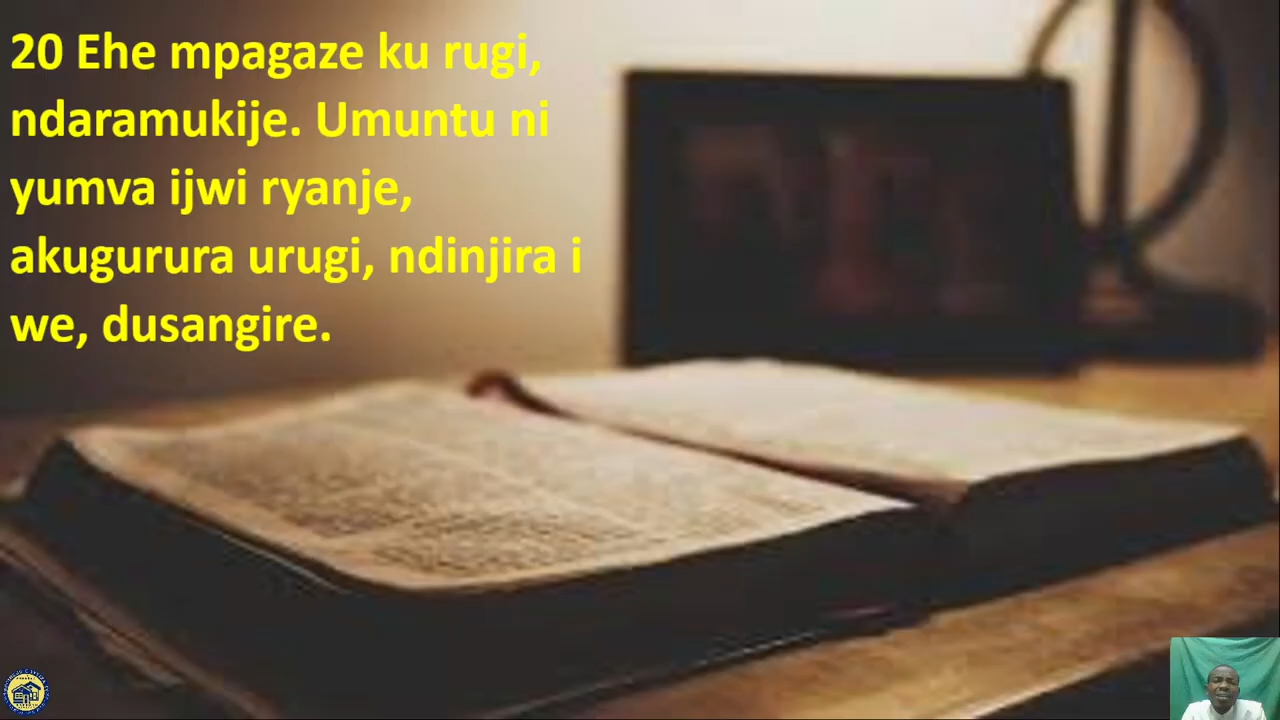 20 Ehe mpagaze ku rugi,
ndaramukije. Umuntu ni
yumva ijwi ryanje,
akugurura urugi, ndinjira i
we, dusangire.